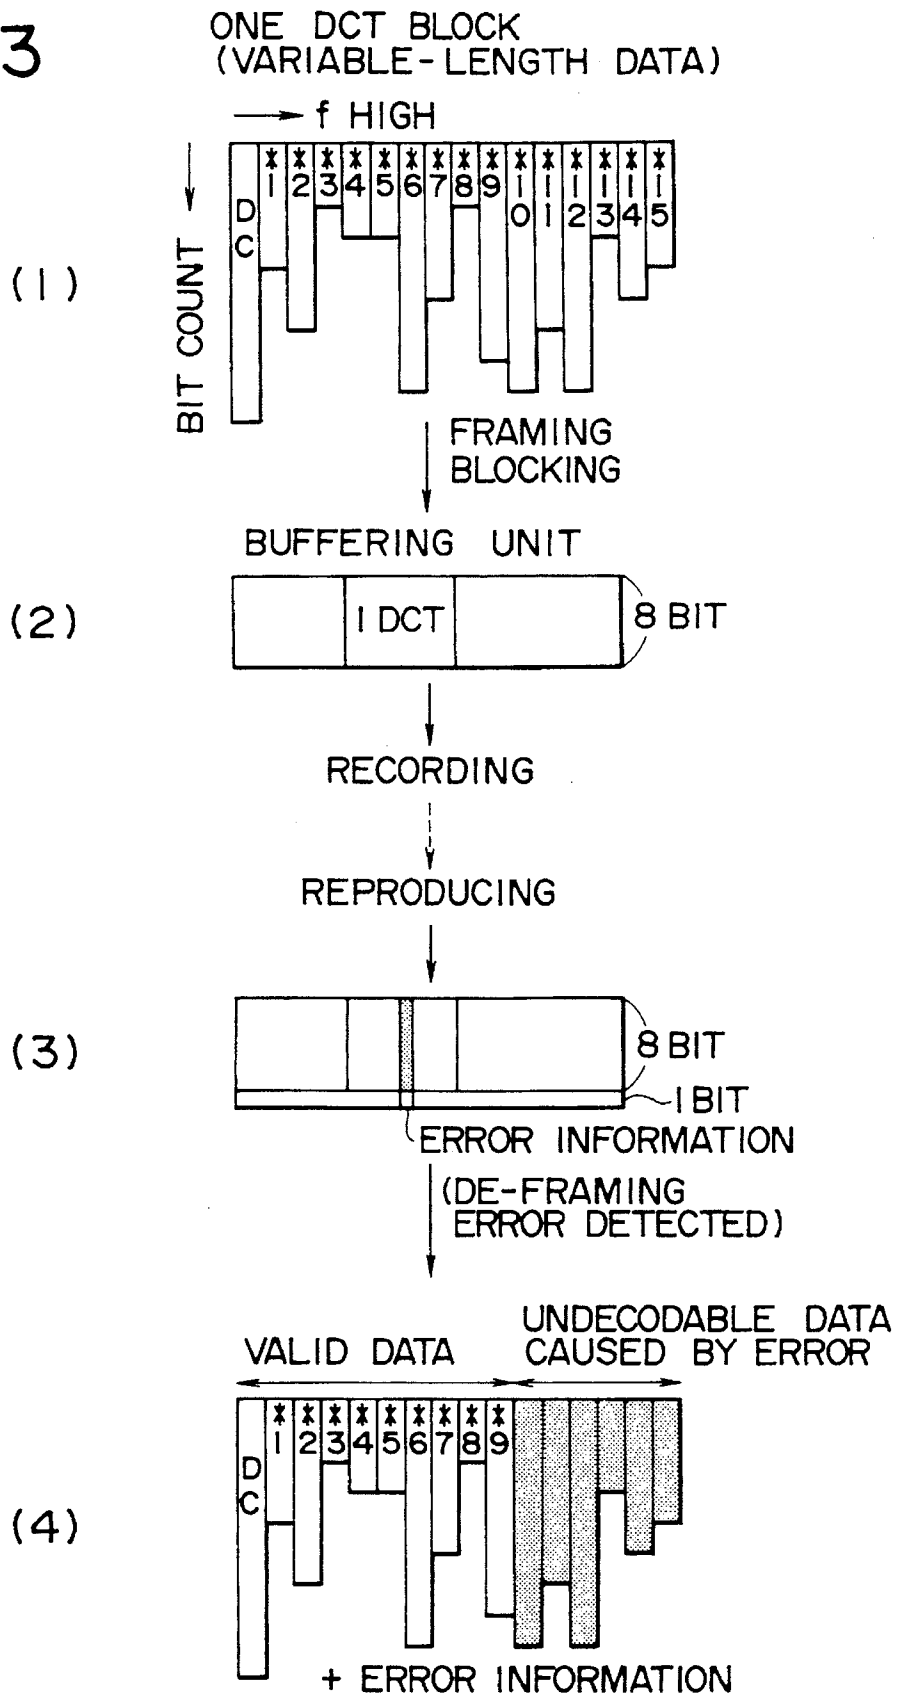 3
ONE DCT BLOCK
(VARIABLE-LENGTH DATA)
f HIGH
DC *1 *2 *3 *4 *5 *6 *7 *8 *9 *10 *11 *12 *13 *14 *15
BIT COUNT
(1)
FRAMING
BLOCKING
BUFFERING UNIT
(2)
1 DCT
8 BIT
RECORDING
REPRODUCING
(3)
8 BIT
1 BIT
ERROR INFORMATION
(DE-FRAMING
ERROR DETECTED)
UNDECODABLE DATA
VALID DATA
CAUSED BY ERROR
DC *1 *2 *3 *4 *5 *6 *7 *8 *9
(4)
+ ERROR INFORMATION